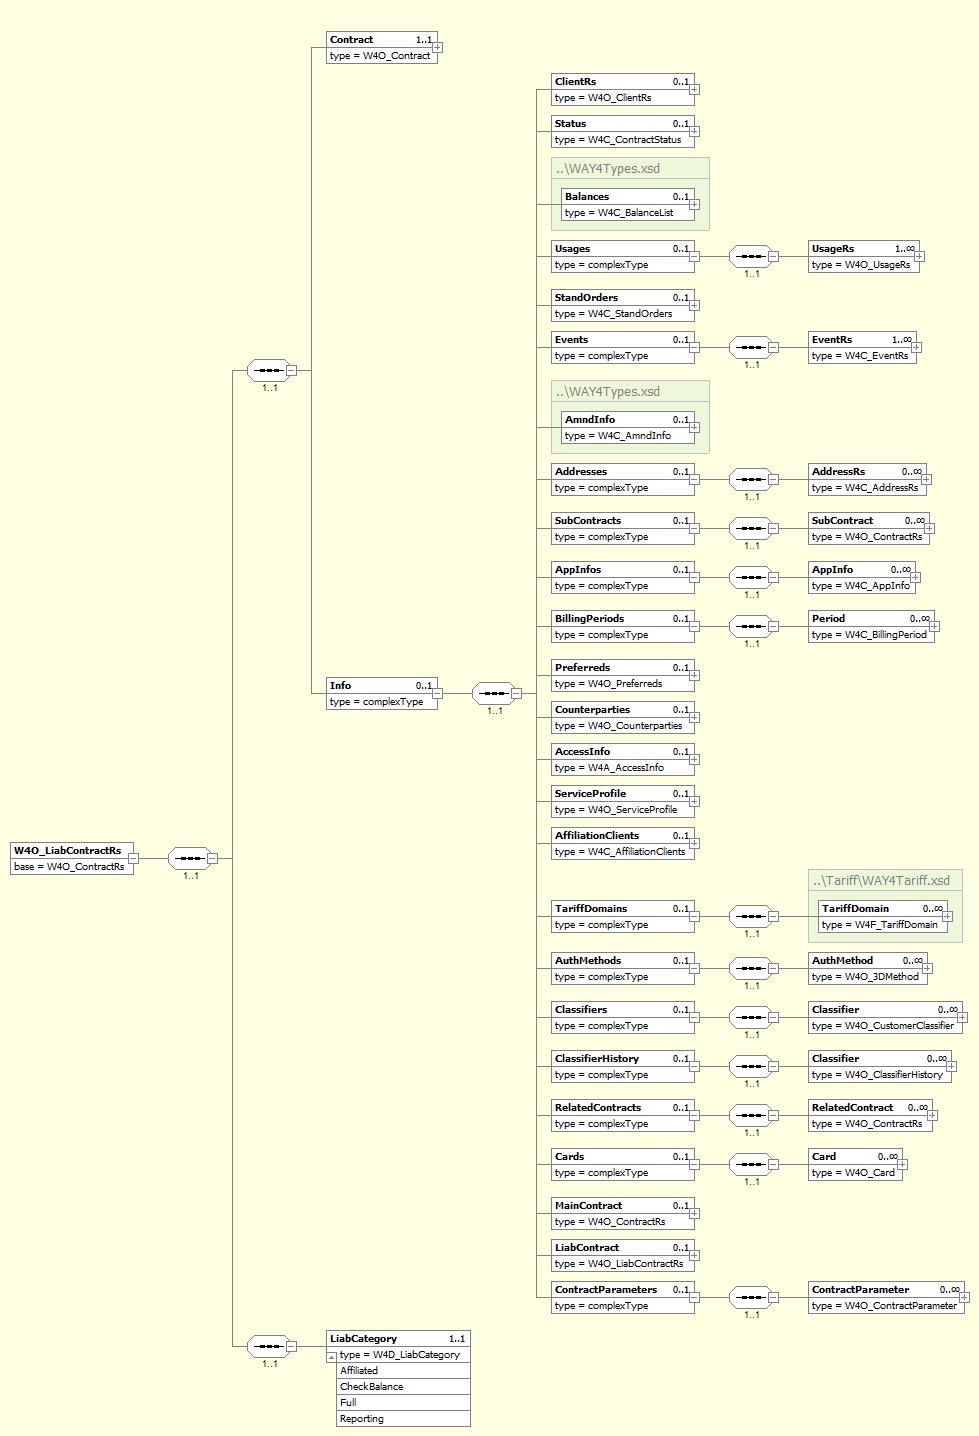 Contract 1..1
type = W4O_Contract
ClientRs 0..1
type = W4O_ClientRs
Status 0..1
type = W4C_ContractStatus
..\WAY4Types.xsd
Balances 0..1
type = W4C_BalanceList
Usages 0..1
type = complexType
1..1
UsageRs 1..∞
type = W4O_UsageRs
StandOrders 0..1
type = W4C_StandOrders
Events 0..1
type = complexType
1..1
EventRs 1..∞
type = W4C_EventRs
1..1
..\WAY4Types.xsd
AmndInfo 0..1
type = W4C_AmndInfo
Addresses 0..1
type = complexType
1..1
AddressRs 0..∞
type = W4C_AddressRs
SubContracts 0..1
type = complexType
1..1
SubContract 0..∞
type = W4O_ContractRs
AppInfos 0..1
type = complexType
1..1
AppInfo 0..∞
type = W4C_AppInfo
BillingPeriods 0..1
type = complexType
1..1
Period 0..∞
type = W4C_BillingPeriod
Info 0..1
type = complexType
1..1
Preferreds 0..1
type = W4O_Preferreds
Counterparties 0..1
type = W4O_Counterparties
AccessInfo 0..1
type = W4A_AccessInfo
ServiceProfile 0..1
type = W4O_ServiceProfile
AffiliationClients 0..1
type = W4C_AffiliationClients
W4O_LiabContractRs
base = W4O_ContractRs
1..1
..\Tariff\WAY4Tariff.xsd
TariffDomains 0..1
type = complexType
1..1
TariffDomain 0..∞
type = W4F_TariffDomain
AuthMethods 0..1
type = complexType
1..1
AuthMethod 0..∞
type = W4O_3DMethod
Classifiers 0..1
type = complexType
1..1
Classifier 0..∞
type = W4O_CustomerClassifier
ClassifierHistory 0..1
type = complexType
1..1
Classifier 0..∞
type = W4O_ClassifierHistory
RelatedContracts 0..1
type = complexType
1..1
RelatedContract 0..∞
type = W4O_ContractRs
Cards 0..1
type = complexType
1..1
Card 0..∞
type = W4O_Card
MainContract 0..1
type = W4O_ContractRs
LiabContract 0..1
type = W4O_LiabContractRs
ContractParameters 0..1
type = complexType
1..1
ContractParameter 0..∞
type = W4O_ContractParameter
1..1
LiabCategory 1..1
type = W4D_LiabCategory
Affiliated
CheckBalance
Full
Reporting